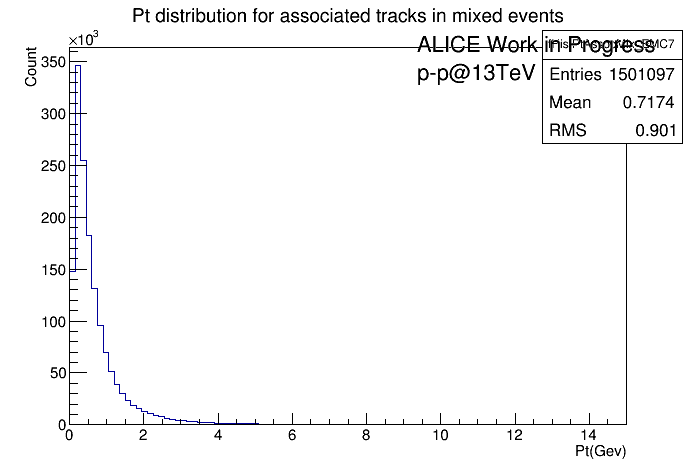 Pt distribution for associated tracks in mixed events
×10³
ALICE Work in Progress
p-p@13TeV
Entries 1501097
Mean 0.7174
RMS 0.901
Count
350
300
250
200
150
100
50
0
0 2 4 6 8 10 12 14
Pt(Gev)